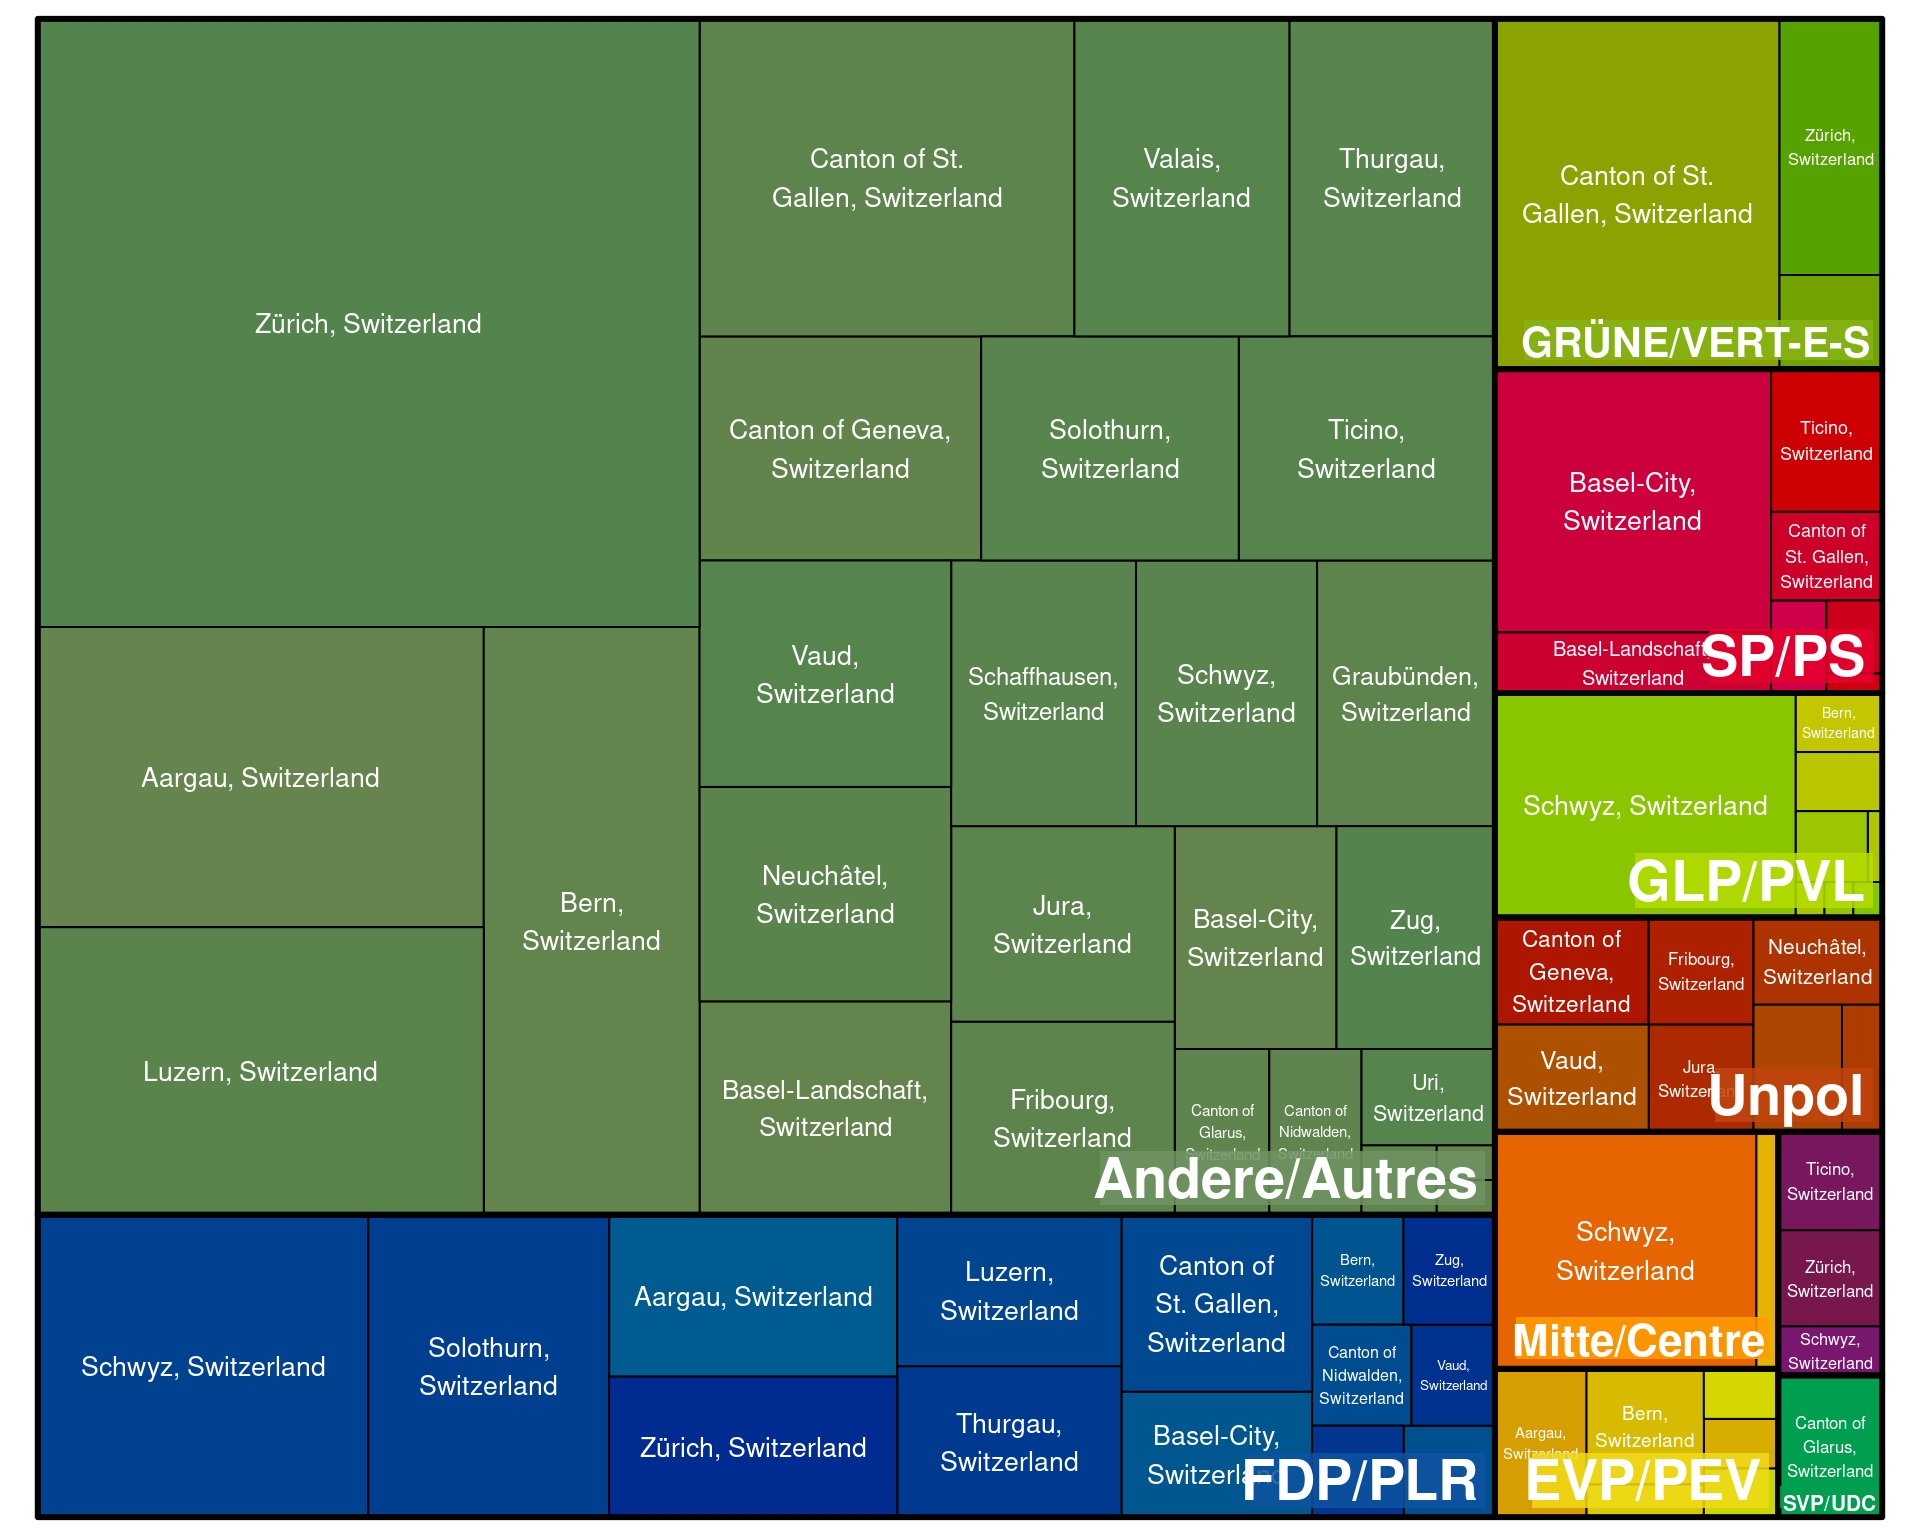 Zürich, Switzerland
Canton of St.
Gallen, Switzerland
Valais,
Switzerland
Thurgau,
Switzerland
Canton of Geneva,
Switzerland
Solothurn,
Switzerland
Ticino,
Switzerland
Aargau, Switzerland
Luzern, Switzerland
Bern,
Switzerland
Vaud,
Switzerland
Neuchâtel,
Switzerland
Basel-Landschaft,
Switzerland
Schaffhausen,
Switzerland
Schwyz,
Switzerland
Graubünden,
Switzerland
Jura,
Switzerland
Basel-City,
Switzerland
Zug,
Switzerland
Fribourg,
Switzerland
Canton of
Glarus,
Switzerland
Canton of
Nidwalden,
Switzerland
Uri,
Switzerland
Andere/Autres
Schwyz, Switzerland
Solothurn,
Switzerland
Aargau, Switzerland
Zürich, Switzerland
Luzern,
Switzerland
Thurgau,
Switzerland
Canton of
St. Gallen,
Switzerland
Basel-City,
Switzerland
Bern,
Switzerland
Zug,
Switzerland
Canton of
Nidwalden,
Switzerland
Vaud,
Switzerland
FDP/PLR
Canton of St.
Gallen, Switzerland
Zürich,
Switzerland
GRÜNE/VERT-E-S
Basel-City,
Switzerland
Ticino,
Switzerland
Canton of
St. Gallen,
Switzerland
Basel-Landschaft,
Switzerland
SP/PS
Schwyz, Switzerland
Bern,
Switzerland
GLP/PVL
Canton of
Geneva,
Switzerland
Fribourg,
Switzerland
Neuchâtel,
Switzerland
Vaud,
Switzerland
Jura,
Switzerland
Unpol
Schwyz,
Switzerland
Mitte/Centre
Ticino,
Switzerland
Zürich,
Switzerland
Schwyz,
Switzerland
Aargau,
Switzerland
Bern,
Switzerland
EVP/PEV
Canton of
Glarus,
Switzerland
SVP/UDC